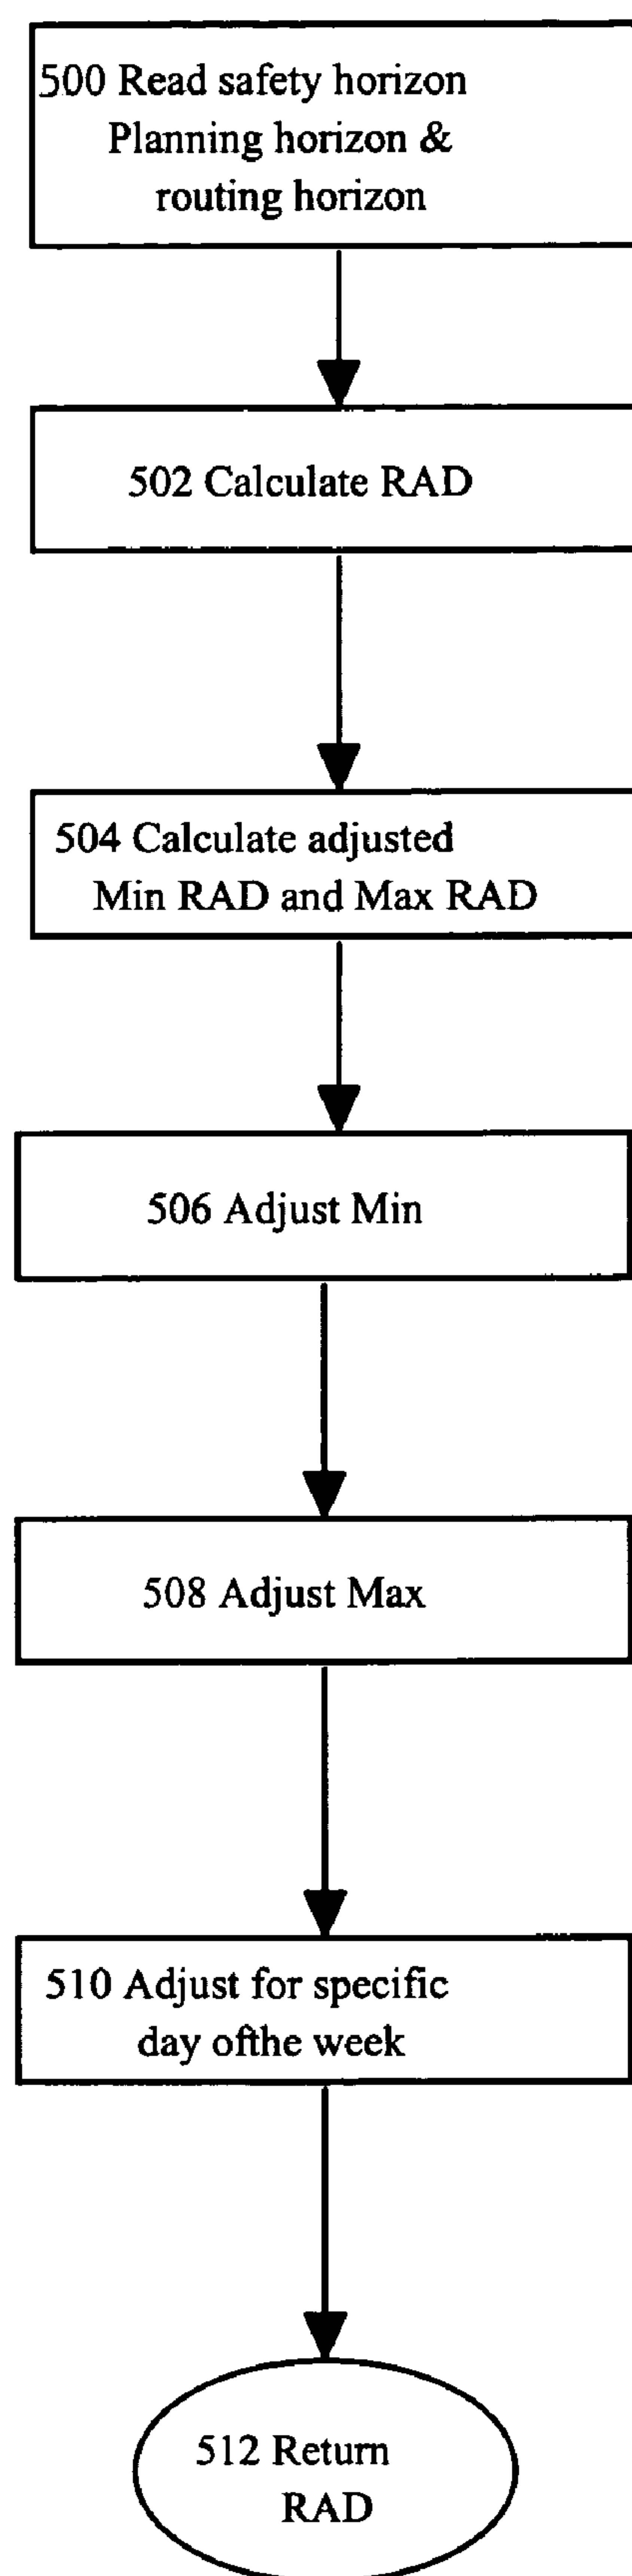 500 Read safety horizon
Planning horizon &
routing horizon
502 Calculate RAD
504 Calculate adjusted
Min RAD and Max RAD
506 Adjust Min
508 Adjust Max
510 Adjust for specific
day ofthe week
512 Return
RAD